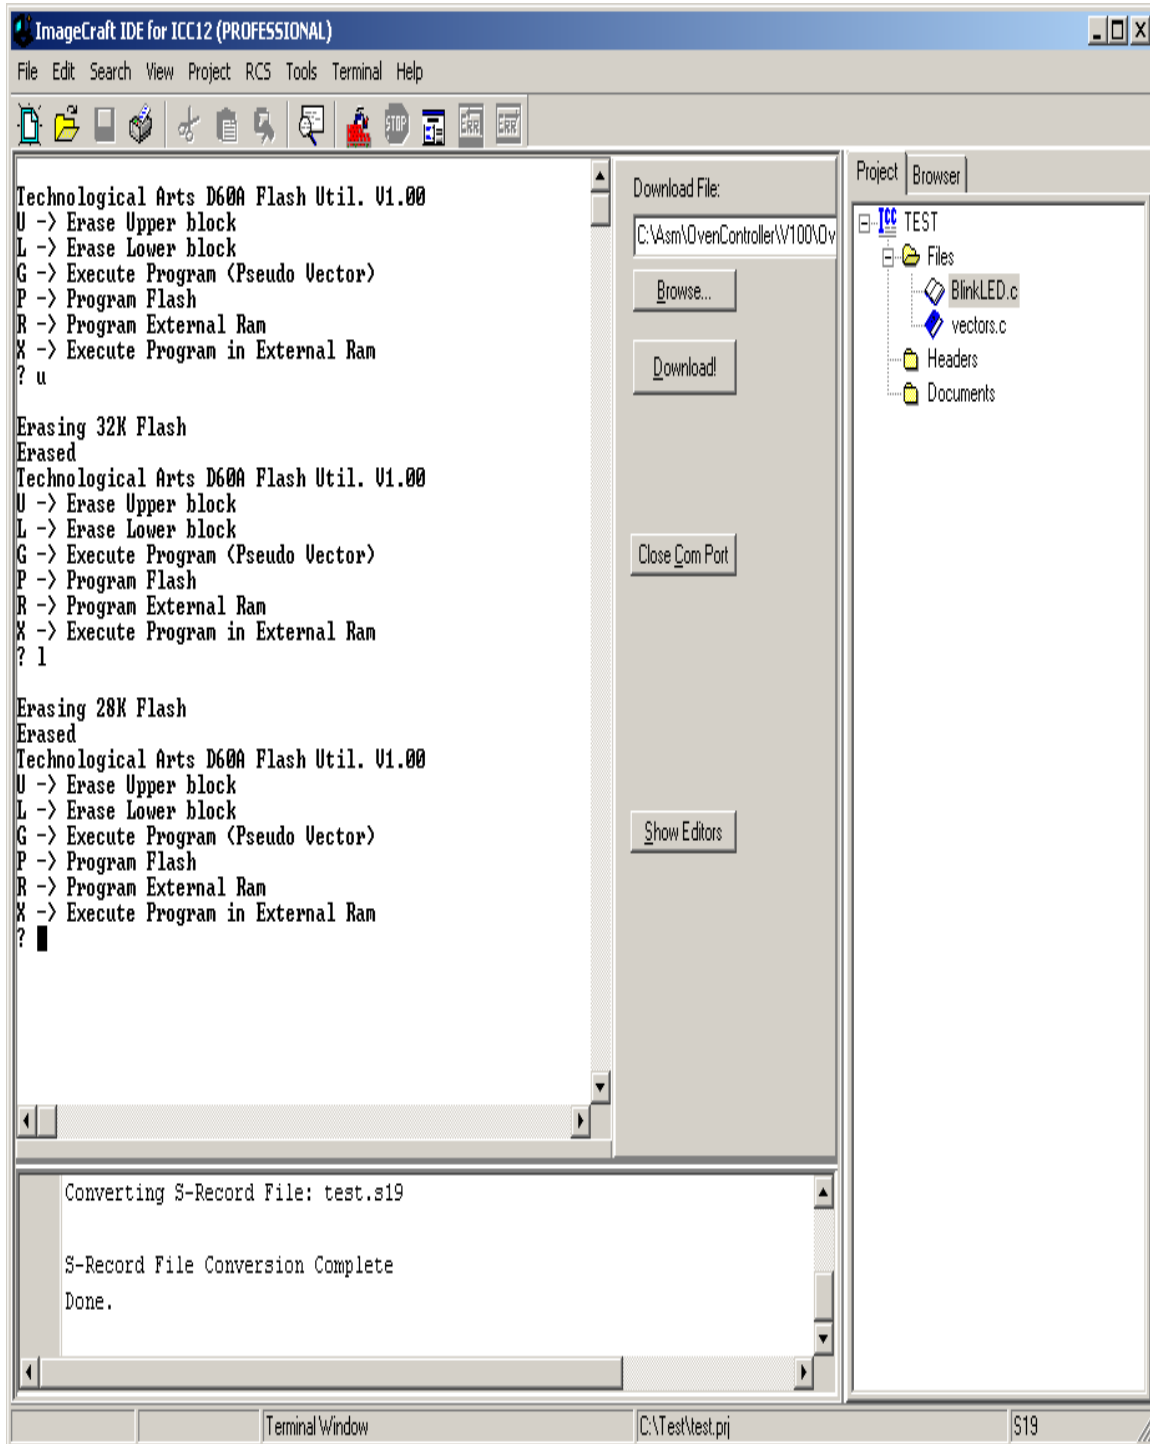 ImageCraft IDE for ICC12 (PROFESSIONAL)
File Edit Search View Project RCS Tools Terminal Help
STOP ERR ERR
Technological Arts D60A Flash Util. V1.00
U -> Erase Upper block
L -> Erase Lower block
G -> Execute Program (Pseudo Vector)
P -> Program Flash
R -> Program External Ram
X -> Execute Program in External Ram
? u
Erasing 32K Flash
Erased
Technological Arts D60A Flash Util. V1.00
U -> Erase Upper block
L -> Erase Lower block
G -> Execute Program (Pseudo Vector)
P -> Program Flash
R -> Program External Ram
X -> Execute Program in External Ram
? l
Erasing 28K Flash
Erased
Technological Arts D60A Flash Util. V1.00
U -> Erase Upper block
L -> Erase Lower block
G -> Execute Program (Pseudo Vector)
P -> Program Flash
R -> Program External Ram
X -> Execute Program in External Ram
?
Download File:
C:\Asm\OvenController\V100\Ov
Browse...
Download!
Close Com Port
Show Editors
Project Browser
ICC TEST
Files
BlinkLED.c
vectors.c
Headers
Documents
Converting S-Record File: test.s19
S-Record File Conversion Complete
Done.
Terminal Window C:\Test\test.prj S19